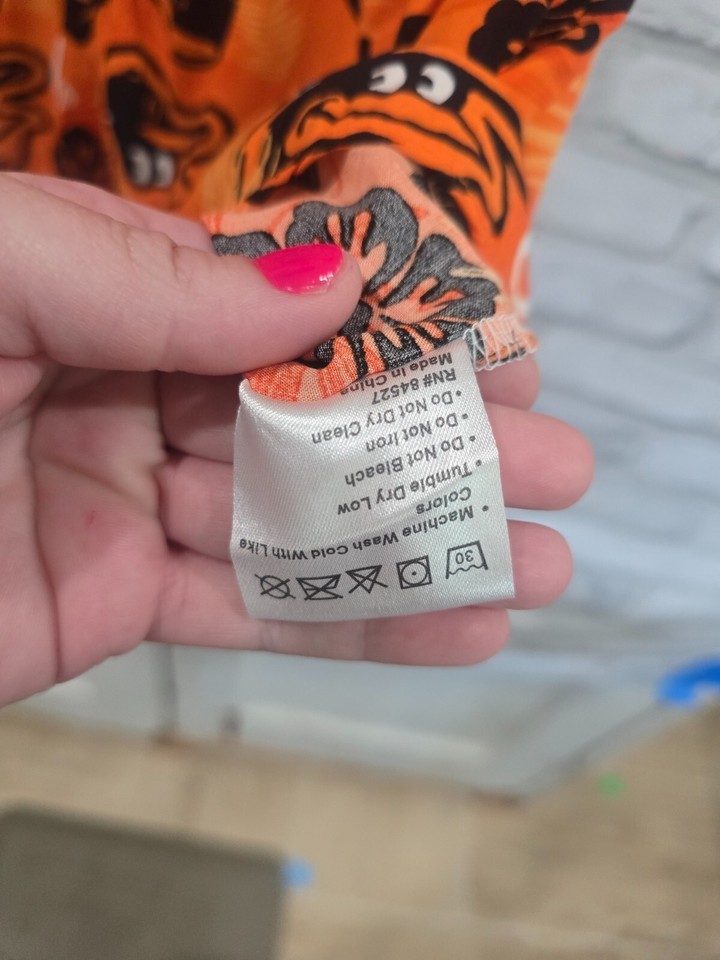 30
• Machine Wash Cold With Like
Colors
• Tumble Dry Low
• Do Not Bleach
• Do Not Iron
• Do Not Dry Clean
RN# 84527
Made in China